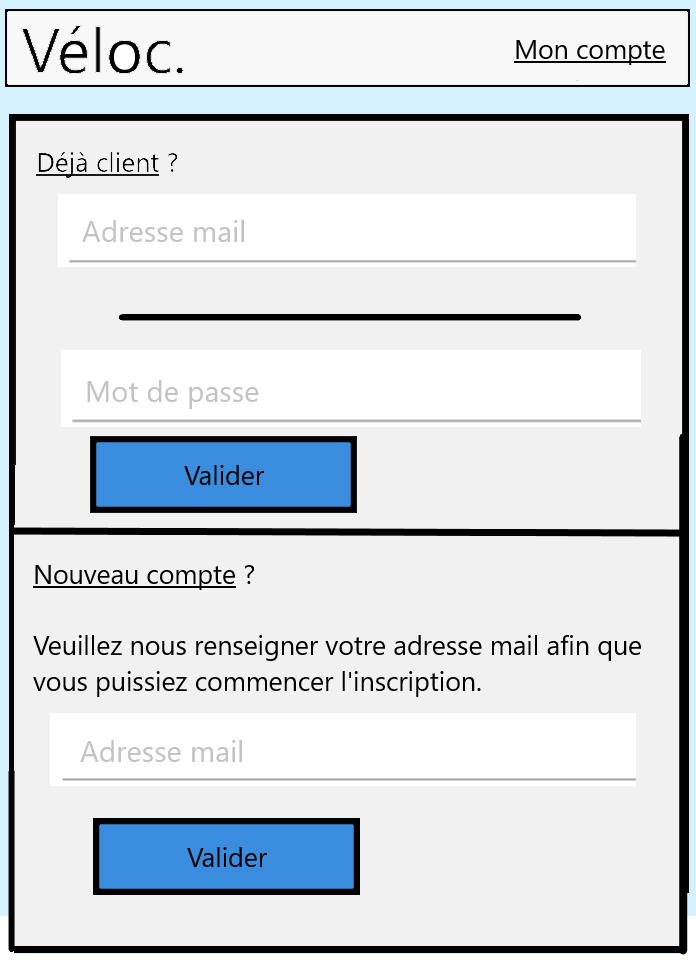 Véloc.
Mon compte
Déjà client ?
Adresse mail
Mot de passe
Valider
Nouveau compte ?
Veuillez nous renseigner votre adresse mail afin que
vous puissiez commencer l'inscription.
Adresse mail
Valider